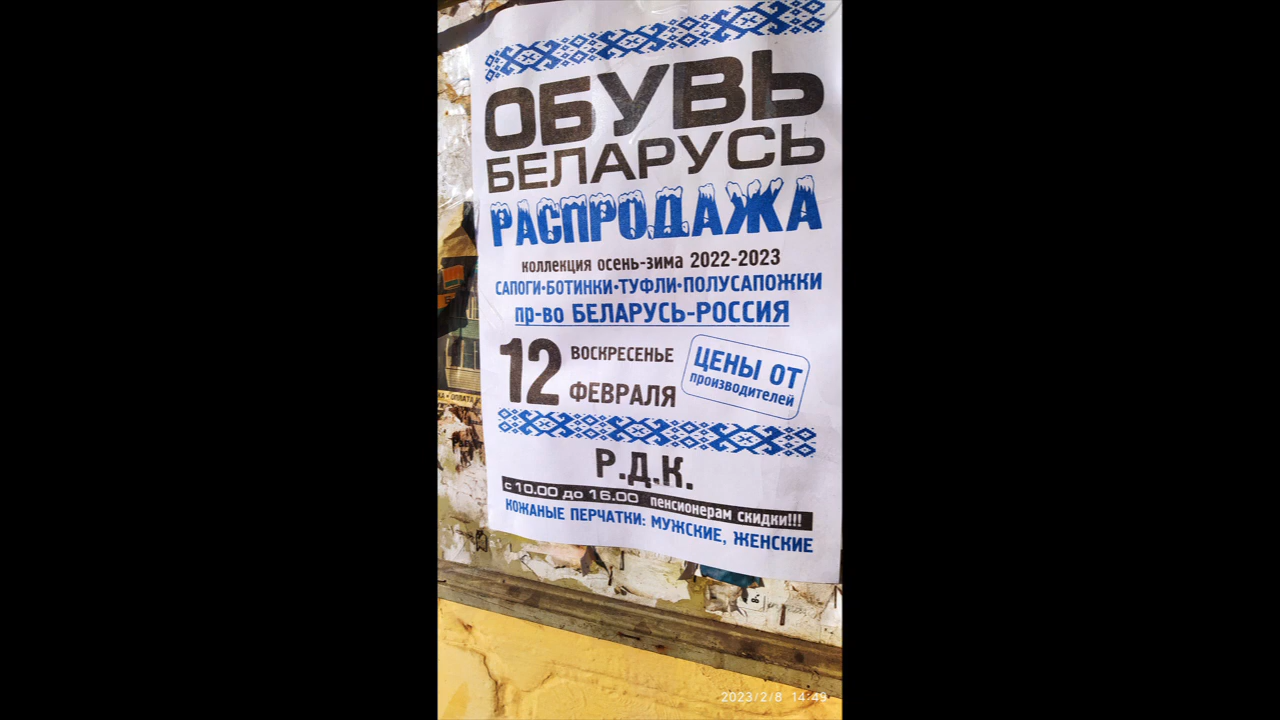 ОБУВЬ
БЕЛАРУСЬ
РАСПРОДАЖА
коллекция осень-зима 2022-2023
САПОГИ•БОТИНКИ•ТУФЛИ•ПОЛУСАПОЖКИ
пр-во БЕЛАРУСЬ-РОССИЯ
12 ВОСКРЕСЕНЬЕ
ФЕВРАЛЯ
ЦЕНЫ ОТ
производителей
Р.Д.К.
с 10.00 до 16.00 пенсионерам скидки!!!
КОЖАНЫЕ ПЕРЧАТКИ: МУЖСКИЕ, ЖЕНСКИЕ
ОПЛАТА
2023/2/8 14:49